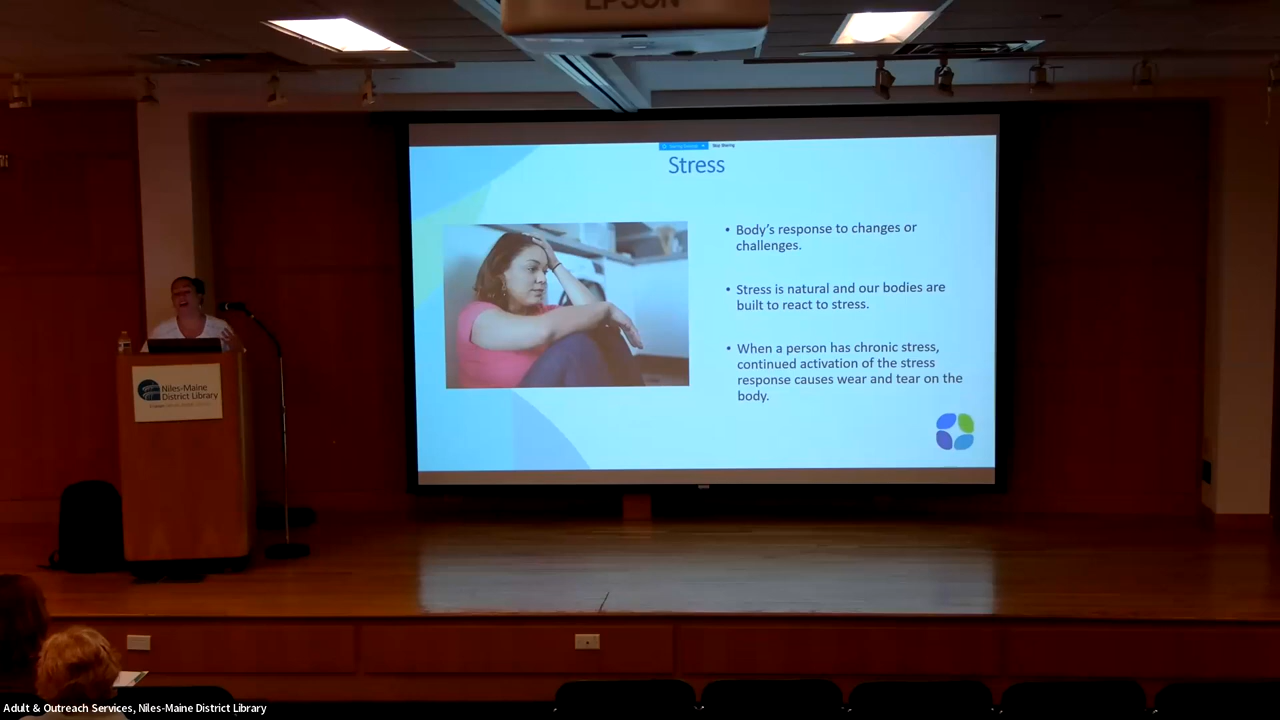 EPSON
Stress
• Body's response to changes or
challenges.
• Stress is natural and our bodies are
built to react to stress.
• When a person has chronic stress,
continued activation of the stress
response causes wear and tear on the
body.
Niles-Maine
District Library
Adult & Outreach Services, Niles-Maine District Library